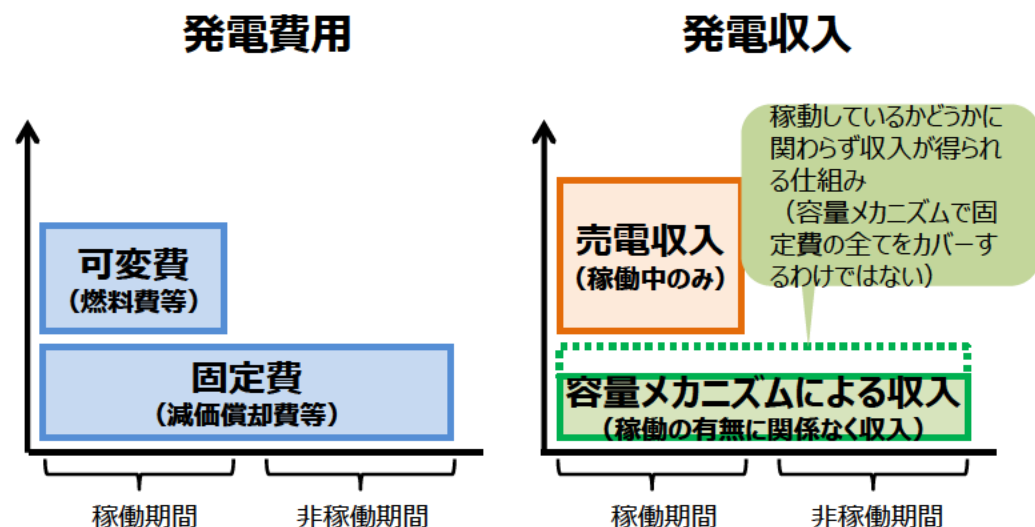 発電費用
可変費
(燃料費等)
固定費
(減価償却費等)
稼働期間
非稼働期間
発電収入
稼動しているかどうかに
関わらず収入が得られ
る仕組み
(容量メカニズムで固
定費の全てをカバーす
るわけではない)
売電収入
(稼働中のみ)
容量メカニズムによる収入
(稼働の有無に関係なく収入)
稼働期間
非稼働期間